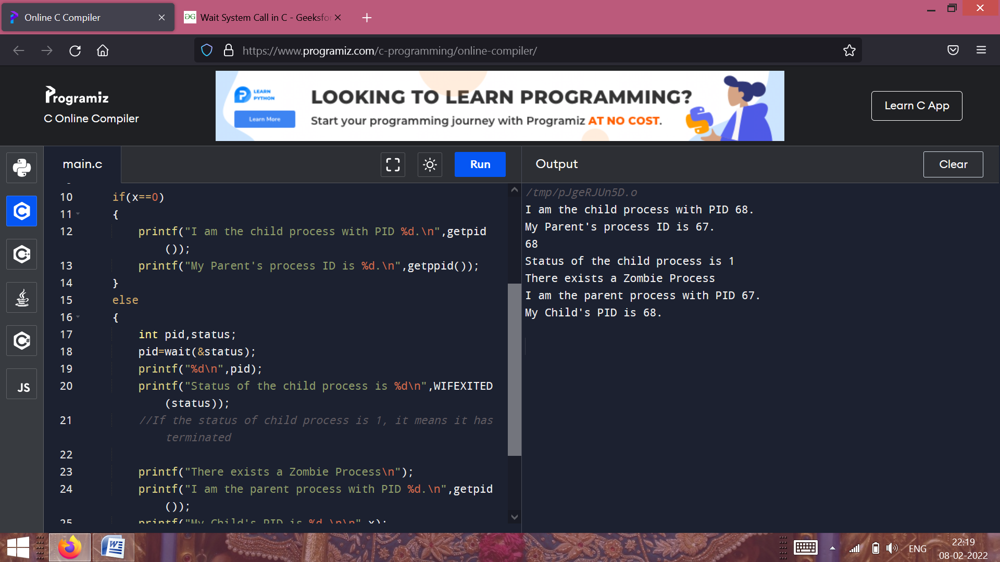 Online C Compiler
Wait System Call in C - Geeksfor
https://www.programiz.com/c-programming/online-compiler/
Programiz
C Online Compiler
LEARN
PYTHON
Learn More
LOOKING TO LEARN PROGRAMMING?
Start your programming journey with Programiz AT NO COST.
Learn C App
main.c
Run
Output
Clear
JS
10 if(x==0)
11 {
12 printf("I am the child process with PID %d.\n",getpid
());
13 printf("My Parent's process ID is %d.\n",getppid());
14 }
15 else
16 {
17 int pid,status;
18 pid=wait(&status);
19 printf("%d\n",pid);
20 printf("Status of the child process is %d\n",WIFEXITED
(status));
21 //If the status of child process is 1, it means it has
terminated
22
23 printf("There exists a Zombie Process\n");
24 printf("I am the parent process with PID %d.\n",getpid
());
25 printf("My Child's PID is %d.\n\n",x);
/tmp/pJgeRJUn5D.o
I am the child process with PID 68.
My Parent's process ID is 67.
68
Status of the child process is 1
There exists a Zombie Process
I am the parent process with PID 67.
My Child's PID is 68.
ENG
22:19
08-02-2022